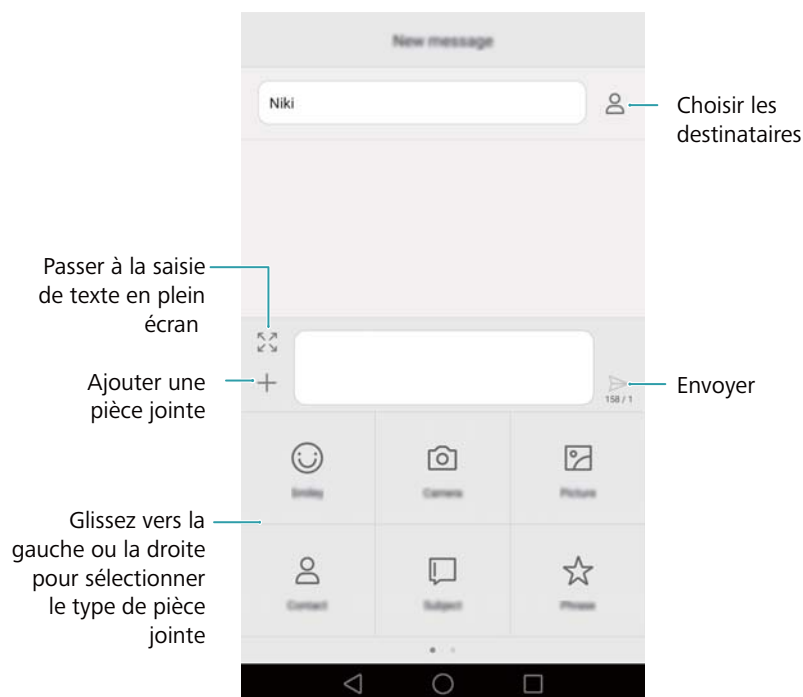 New message
Niki
Choisir les
destinataires
Passer à la saisie
de texte en plein
écran
Ajouter une
pièce jointe
Envoyer
158 / 1
Smiley
Camera
Picture
Glissez vers la
gauche ou la droite
pour sélectionner
le type de pièce
jointe
Contact
Subject
Phrase